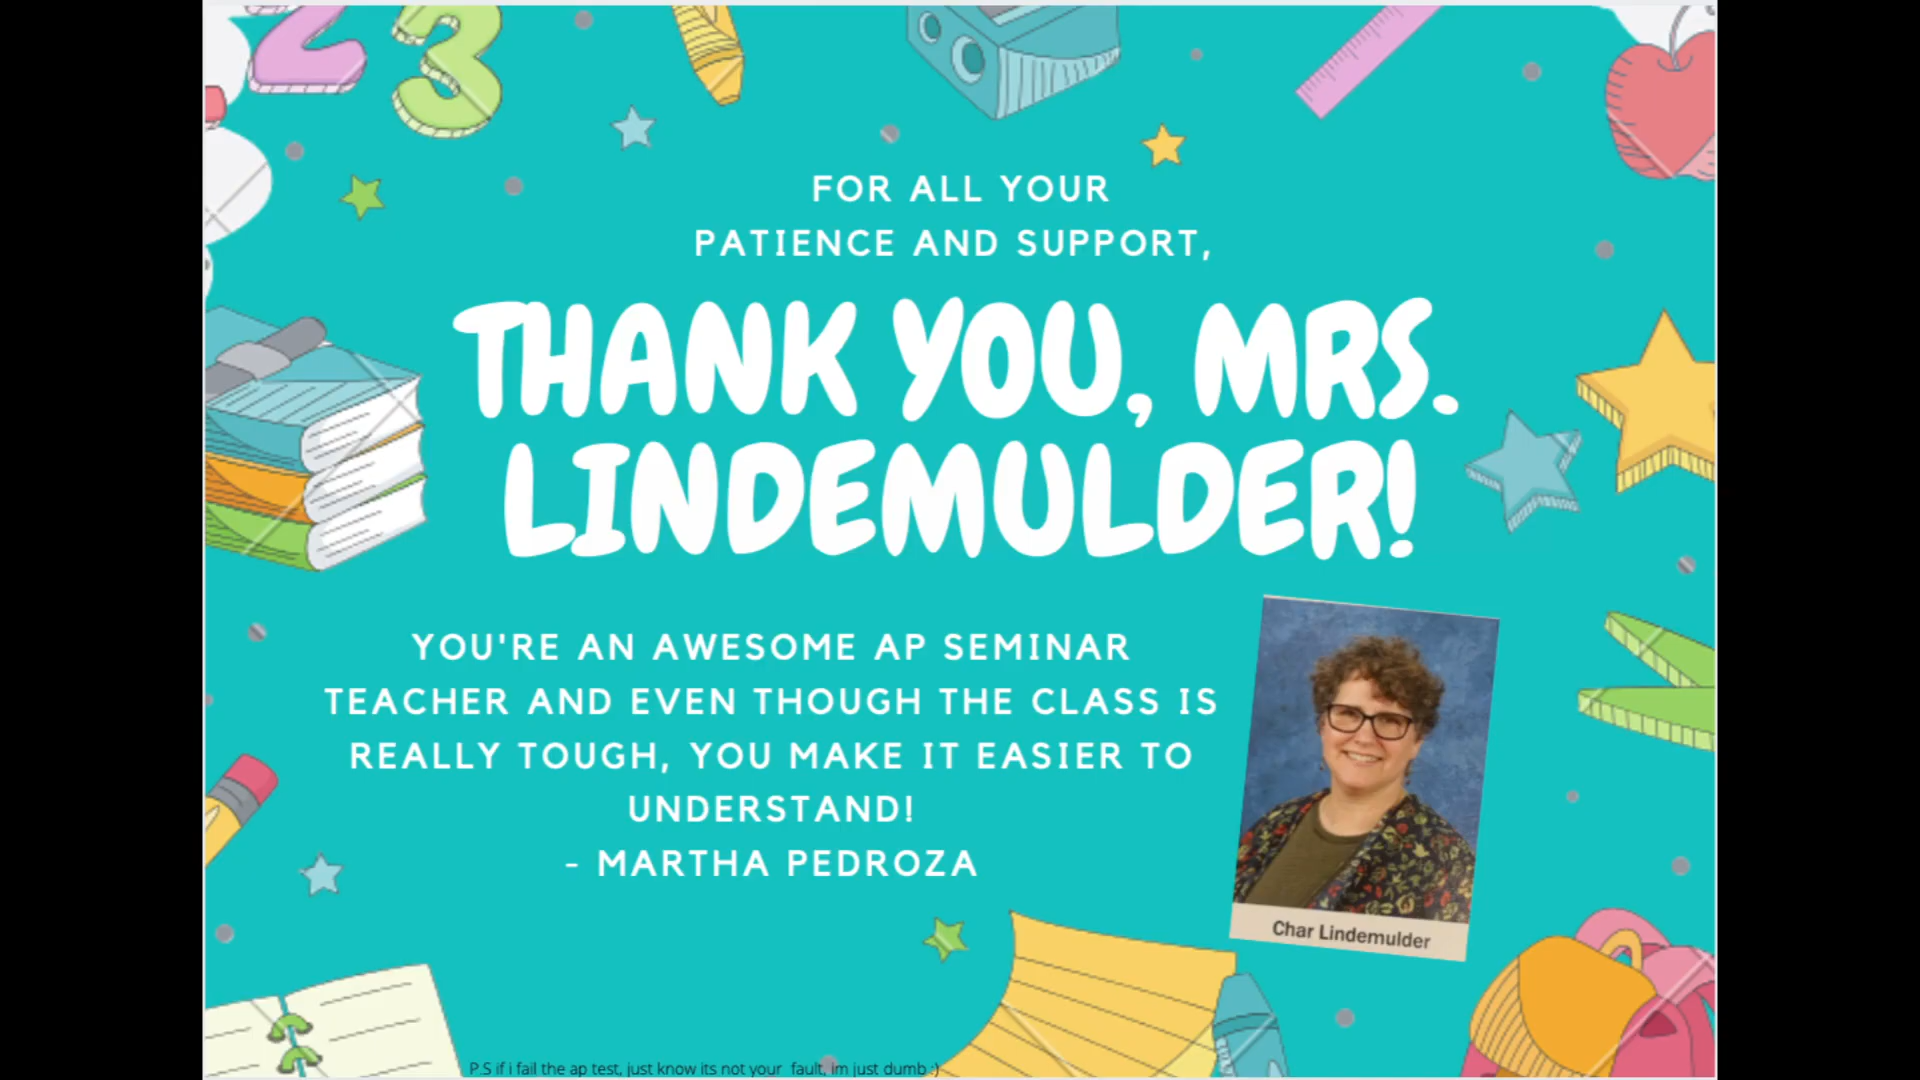 2 3
FOR ALL YOUR
PATIENCE AND SUPPORT,
THANK YOU, MRS.
LINDEMULDER!
YOU'RE AN AWESOME AP SEMINAR
TEACHER AND EVEN THOUGH THE CLASS IS
REALLY TOUGH, YOU MAKE IT EASIER TO
UNDERSTAND!
- MARTHA PEDROZA
Char Lindemulder
P.S if i fail the ap test, just know its not your fault, im just dumb :)